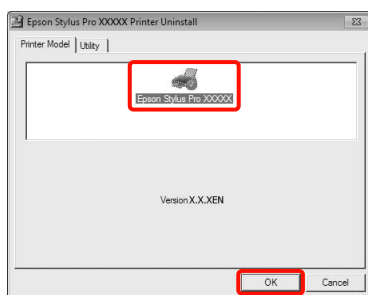 Epson Stylus Pro XXXXX Printer Uninstall
Printer Model Utility
Epson Stylus Pro XXXXX
Version X.X.XEN
OK Cancel